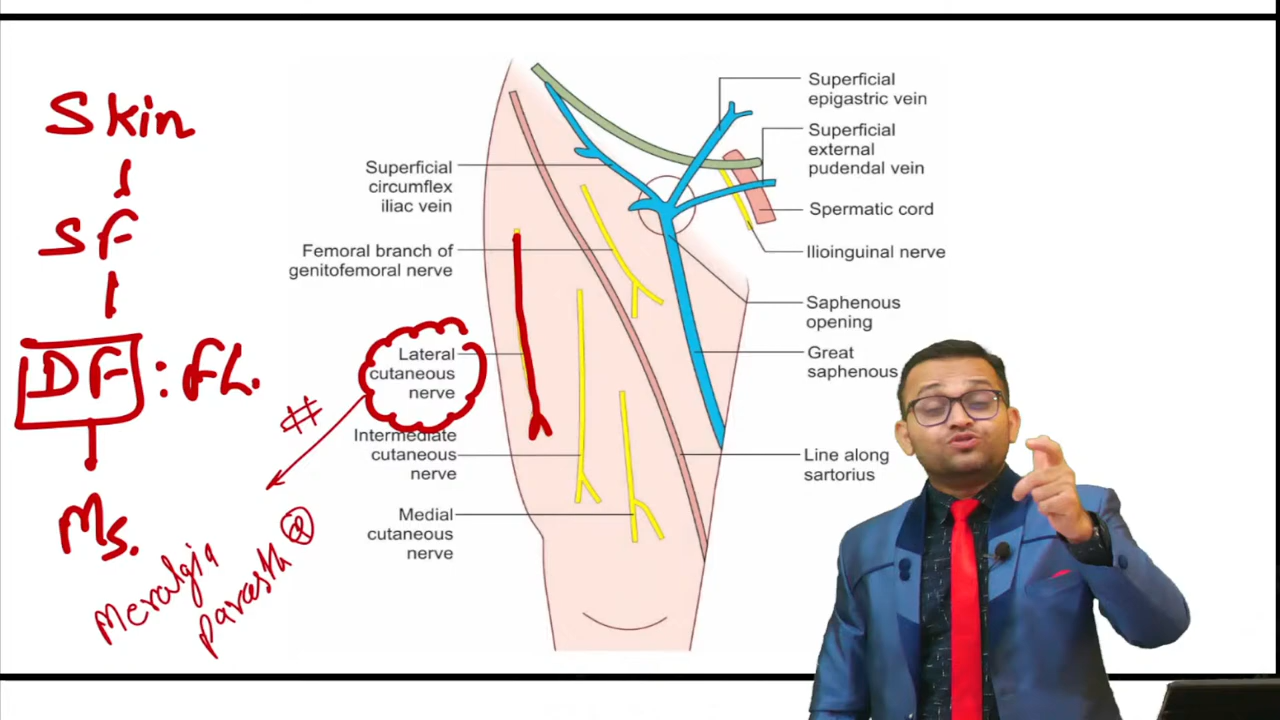 Skin
SF
DF : FL.
Ms.
#
Meralgia
Superficial
circumflex
iliac vein
Femoral branch of
genitofemoral nerve
Lateral
cutaneous
nerve
Intermediate
cutaneous
nerve
Medial
cutaneous
nerve
Superficial
epigastric vein
Superficial
external
pudendal vein
Spermatic cord
Ilioinguinal nerve
Saphenous
opening
Great
saphenous
Line along
sartorius